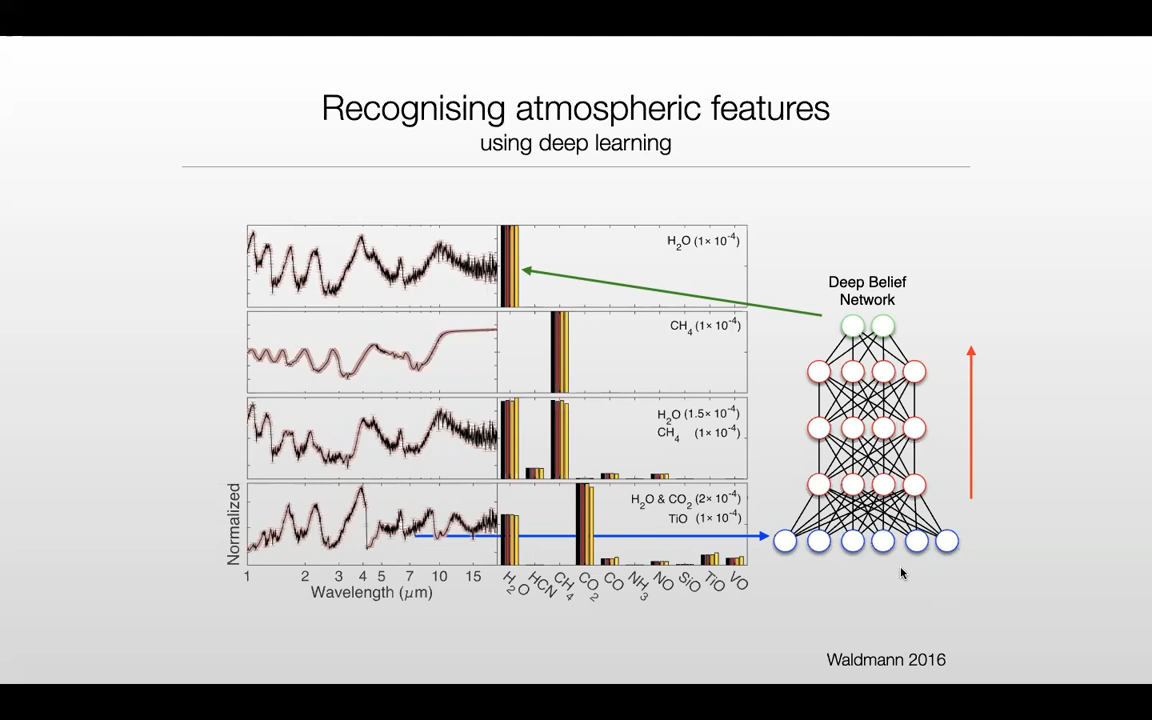 Recognising atmospheric features
using deep learning
H2O (1× 10-4)
CH4 (1× 10-4)
H2O (1.5× 10-4)
CH4 (1× 10-4)
H2O & CO2 (2× 10-4)
TiO (1× 10-4)
Normalized
1 2 3 4 5 7 10 15
Wavelength (μm)
H2O HCN CH4 CO2 CO NH3 NO SiO TiO VO
Deep Belief
Network
Waldmann 2016